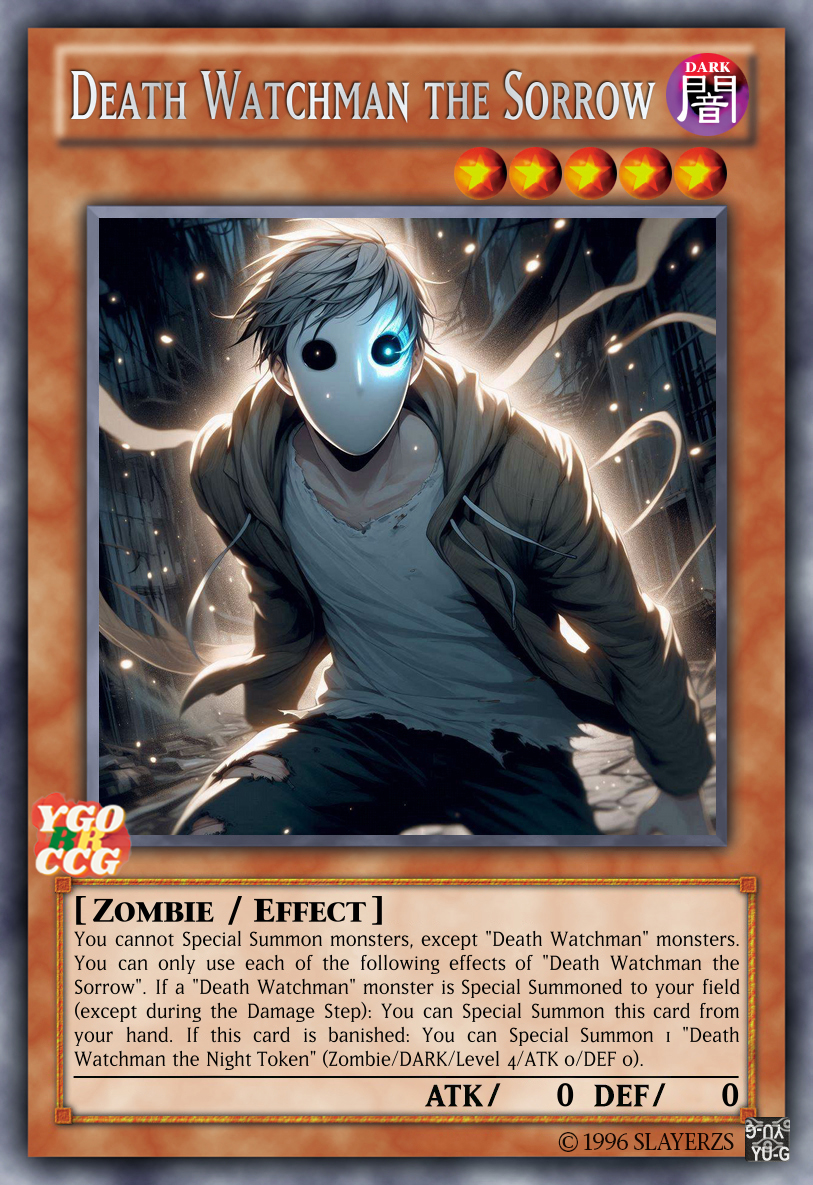 DEATH WATCHMAN THE SORROW
DARK
闇
YGO
BR
CCG
[ ZOMBIE / EFFECT ]
You cannot Special Summon monsters, except "Death Watchman" monsters.
You can only use each of the following effects of "Death Watchman the
Sorrow". If a "Death Watchman" monster is Special Summoned to your field
(except during the Damage Step): You can Special Summon this card from
your hand. If this card is banished: You can Special Summon 1 "Death
Watchman the Night Token" (Zombie/DARK/Level 4/ATK 0/DEF 0).
ATK/ 0 DEF/ 0
© 1996 SLAYERZS
YU-G
YU-G